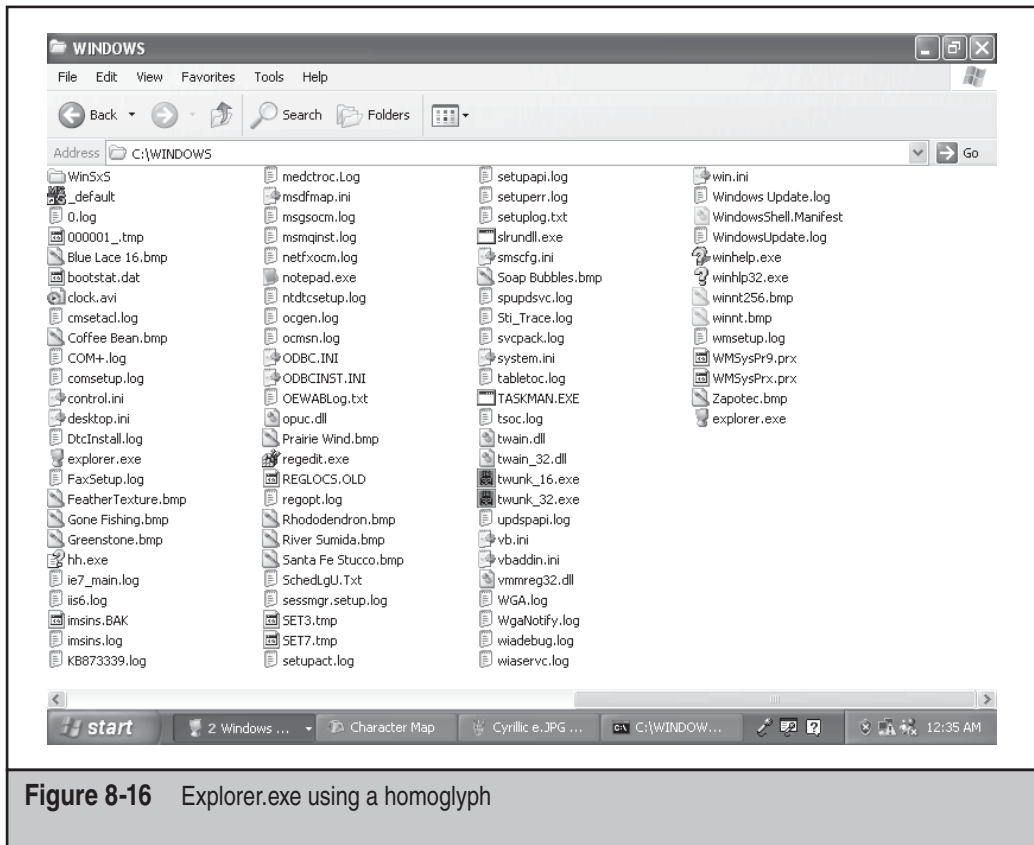 WINDOWS
File Edit View Favorites Tools Help
Back Search Folders
Address C:\WINDOWS Go
WinSxS
_default
0.log
000001_.tmp
Blue Lace 16.bmp
bootstat.dat
clock.avi
cmsetacl.log
Coffee Bean.bmp
COM+.log
comsetup.log
control.ini
desktop.ini
DtcInstall.log
explorer.exe
FaxSetup.log
FeatherTexture.bmp
Gone Fishing.bmp
Greenstone.bmp
hh.exe
ie7_main.log
iis6.log
imsins.BAK
imsins.log
KB873339.log
medctroc.Log
msdfmap.ini
msgsocm.log
msmqinst.log
netfxocm.log
notepad.exe
ntdtcsetup.log
ocgen.log
ocmsn.log
ODBC.INI
ODBCINST.INI
OEWABLog.txt
opuc.dll
Prairie Wind.bmp
regedit.exe
REGLOCS.OLD
regopt.log
Rhododendron.bmp
River Sumida.bmp
Santa Fe Stucco.bmp
SchedLgU.Txt
sessmgr.setup.log
SET3.tmp
SET7.tmp
setupact.log
setupapi.log
setuperr.log
setuplog.txt
slrundll.exe
smscfg.ini
Soap Bubbles.bmp
spupdsvc.log
Sti_Trace.log
svcpack.log
system.ini
tabletoc.log
TASKMAN.EXE
tsoc.log
twain.dll
twain_32.dll
twunk_16.exe
twunk_32.exe
updspapi.log
vb.ini
vbaddin.ini
vmmreg32.dll
WGA.log
WgaNotify.log
wiadebug.log
wiaservc.log
win.ini
Windows Update.log
WindowsShell.Manifest
WindowsUpdate.log
winhelp.exe
winhlp32.exe
winnt256.bmp
winnt.bmp
wmsetup.log
WMSysPr9.prx
WMSysPrx.prx
Zapotec.bmp
explorer.exe
start 2 Windows ... Character Map Cyrillic e.JPG ... C:\WINDOW... 12:35 AM
Figure 8-16 Explorer.exe using a homoglyph